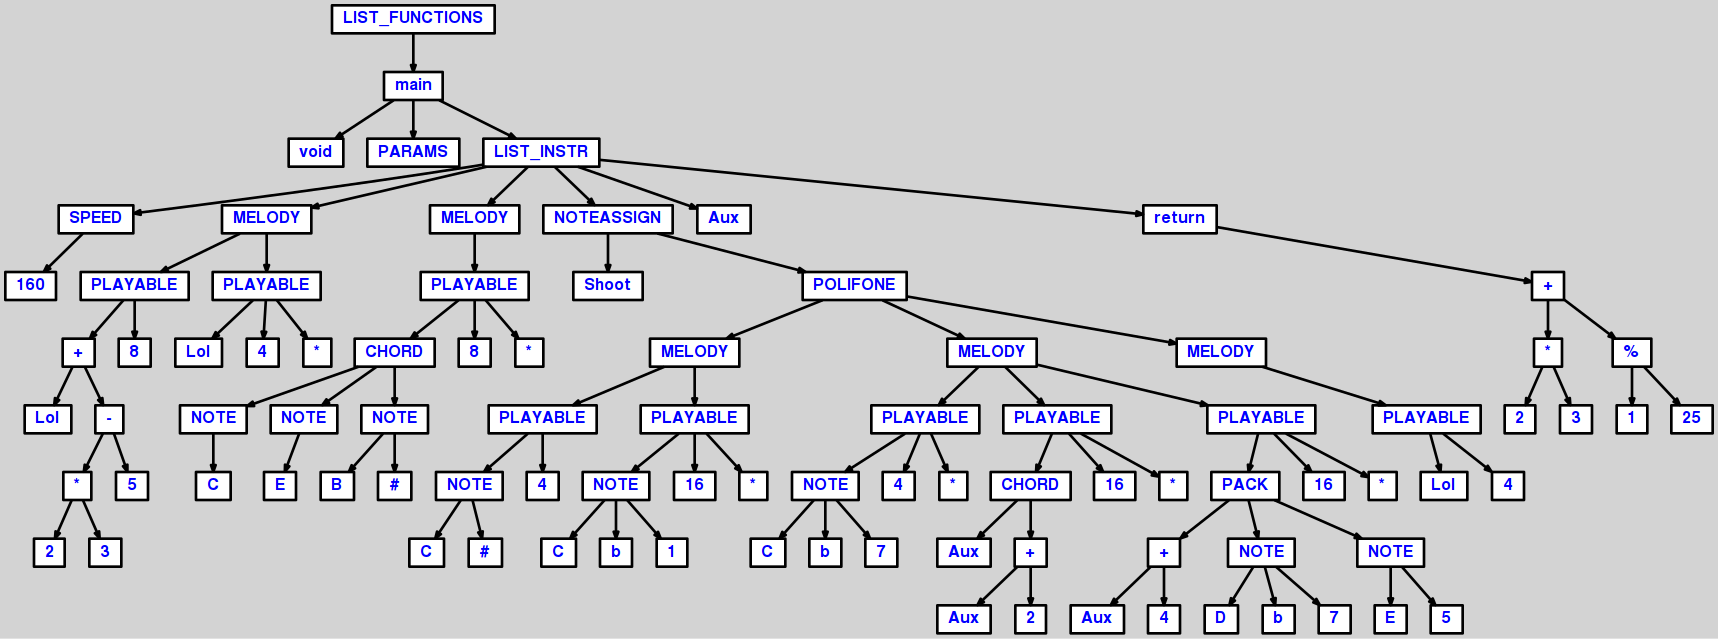 LIST_FUNCTIONS
main
void PARAMS LIST_INSTR
SPEED MELODY MELODY NOTEASSIGN Aux return
160 PLAYABLE PLAYABLE PLAYABLE Shoot POLIFONE +
+ 8 Lol 4 * CHORD 8 * MELODY MELODY MELODY * %
Lol - NOTE NOTE NOTE PLAYABLE PLAYABLE PLAYABLE PLAYABLE PLAYABLE PLAYABLE 2 3 1 25
* 5 C E B # NOTE 4 NOTE 16 * NOTE 4 * CHORD 16 * PACK 16 * Lol 4
2 3 C # C b 1 C b 7 Aux + + NOTE NOTE
Aux 2 Aux 4 D b 7 E 5